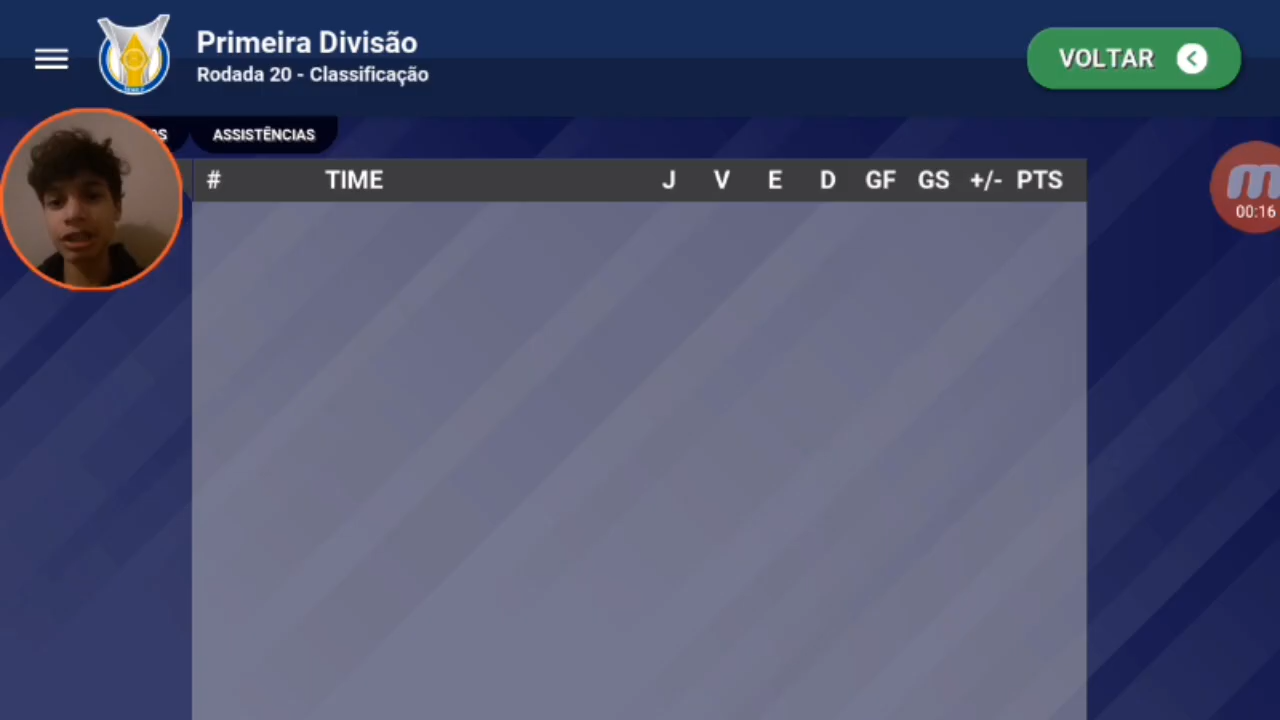 Primeira Divisão
Rodada 20 - Classificação
VOLTAR
ASSISTÊNCIAS
# TIME J V E D GF GS +/- PTS
00:16